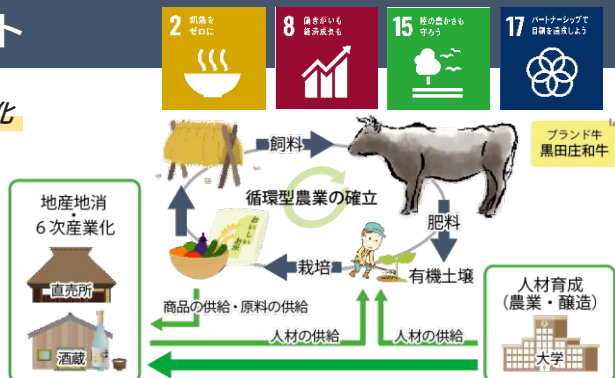 ト
2 飢餓を
ゼロに
8 働きがいも
経済成長も
15 陸の豊かさも
守ろう
17 パートナーシップで
目標を達成しよう
化
飼料
ブランド牛
黒田庄和牛
地産地消
・
6次産業化
循環型農業の確立
肥料
おいしい
お米
直売所
栽培
有機土壌
人材育成
(農業・醸造)
商品の供給・原料の供給
人材の供給
人材の供給
酒蔵
大学